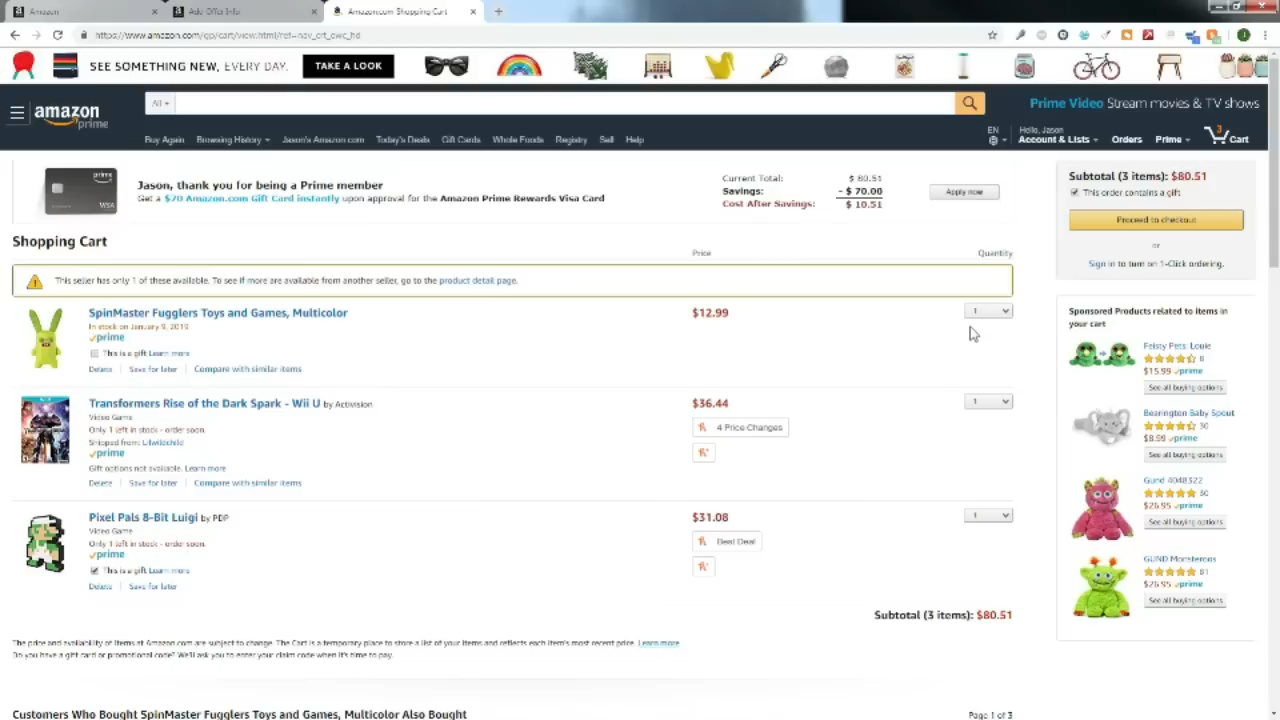 Amazon
Add Offer Info
Amazon.com Shopping Cart
https://www.amazon.com/gp/cart/view.html/ref=nav_crt_ewc_hd
SEE SOMETHING NEW, EVERY DAY.
TAKE A LOOK
amazon
prime
All
Prime Video Stream movies & TV shows
Buy Again
Browsing History
Jason's Amazon.com
Today's Deals
Gift Cards
Whole Foods
Registry
Sell
Help
EN
Hello, Jason
Account & Lists
Orders
Prime
3
Cart
prime
VISA
Jason, thank you for being a Prime member
Get a $70 Amazon.com Gift Card instantly upon approval for the Amazon Prime Rewards Visa Card
Current Total: $ 80.51
Savings: - $ 70.00
Cost After Savings: $ 10.51
Apply now
Subtotal (3 items): $80.51
This order contains a gift
Proceed to checkout
or
Sign in to turn on 1-Click ordering.
Shopping Cart
Price
Quantity
This seller has only 1 of these available. To see if more are available from another seller, go to the product detail page.
SpinMaster Fugglers Toys and Games, Multicolor
$12.99
1
In stock on January 9, 2019
prime
This is a gift Learn more
Delete
Save for later
Compare with similar items
Transformers Rise of the Dark Spark - Wii U by Activision
$36.44
1
Video Game
Only 1 left in stock - order soon.
4 Price Changes
Shipped from: Lilwildchild
prime
Gift options not available. Learn more
Delete
Save for later
Compare with similar items
Pixel Pals 8-Bit Luigi by PDP
$31.08
1
Video Game
Only 1 left in stock - order soon.
Best Deal
prime
This is a gift Learn more
Delete
Save for later
Subtotal (3 items): $80.51
The price and availability of items at Amazon.com are subject to change. The Cart is a temporary place to store a list of your items and reflects each item's most recent price. Learn more
Do you have a gift card or promotional code? We'll ask you to enter your claim code when it's time to pay.
Customers Who Bought SpinMaster Fugglers Toys and Games, Multicolor Also Bought
Page 1 of 3
Sponsored Products related to items in
your cart
Feisty Pets: Louie
8
$15.99 prime
See all buying options
Bearington Baby Spout
30
$8.99 prime
See all buying options
Gund 4048322
30
$26.95 prime
See all buying options
GUND Monsteroos
81
$26.95 prime
See all buying options